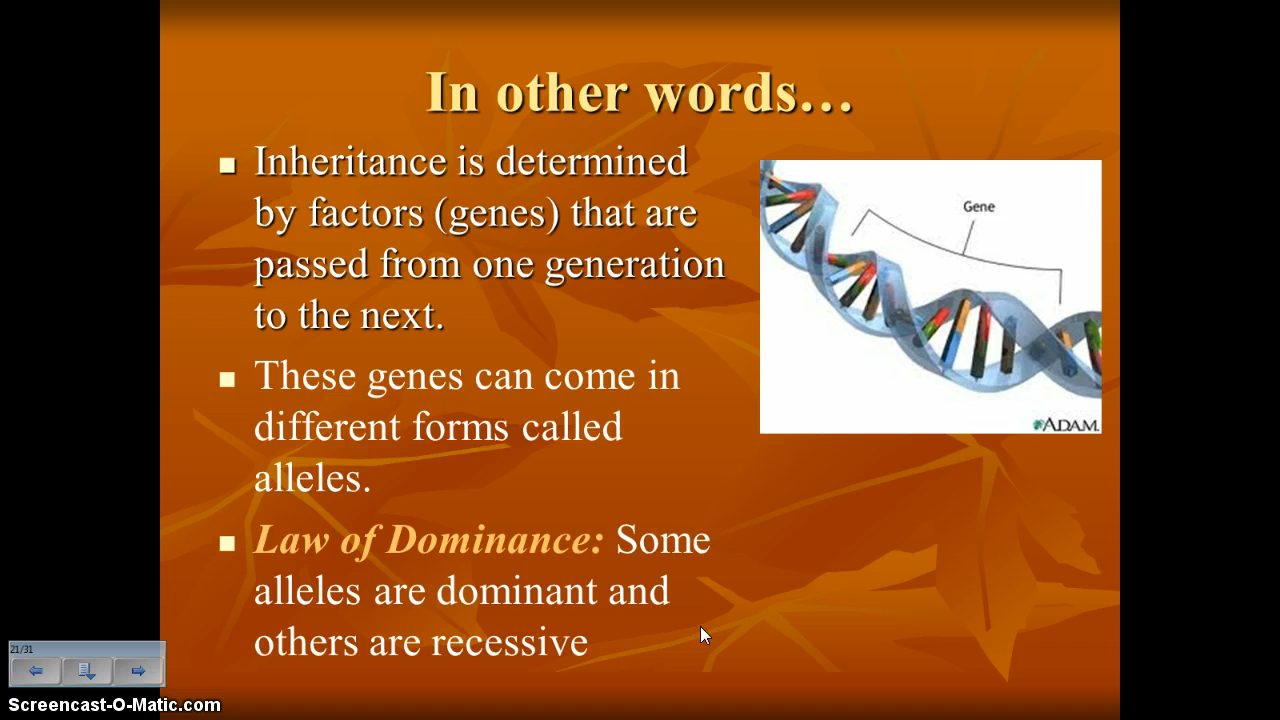 In other words…
Inheritance is determined
by factors (genes) that are
passed from one generation
to the next.
These genes can come in
different forms called
alleles.
Law of Dominance: Some
alleles are dominant and
others are recessive
Gene
ADAM.
21/31
Screencast-O-Matic.com